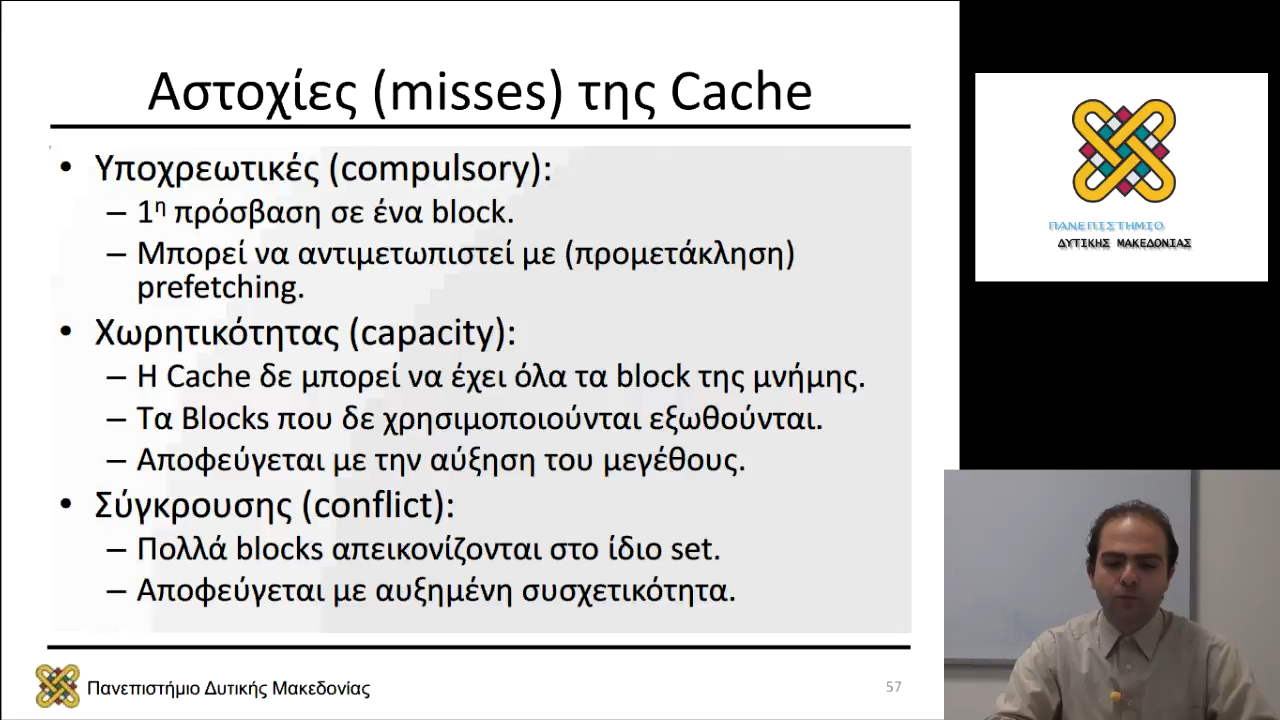 Αστοχίες (misses) της Cache
• Υποχρεωτικές (compulsory):
– 1η πρόσβαση σε ένα block.
– Μπορεί να αντιμετωπιστεί με (προμετάκληση)
prefetching.
• Χωρητικότητας (capacity):
– Η Cache δε μπορεί να έχει όλα τα block της μνήμης.
– Τα Blocks που δε χρησιμοποιούνται εξωθούνται.
– Αποφεύγεται με την αύξηση του μεγέθους.
• Σύγκρουσης (conflict):
– Πολλά blocks απεικονίζονται στο ίδιο set.
– Αποφεύγεται με αυξημένη συσχετικότητα.
Πανεπιστήμιο Δυτικής Μακεδονίας
57
ΠΑΝΕΠΙΣΤΗΜΙΟ
ΔΥΤΙΚΗΣ ΜΑΚΕΔΟΝΙΑΣ